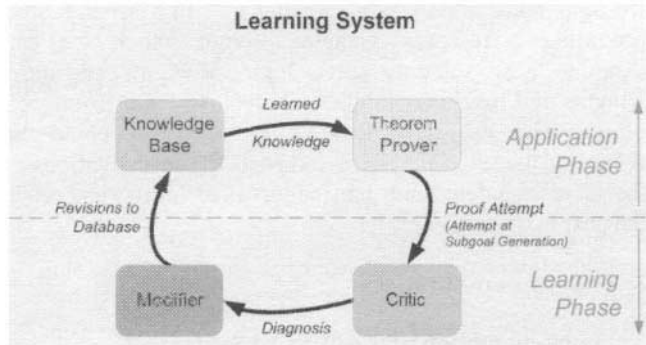 Learning System
Knowledge
Base
Learned
Knowledge
Theorem
Prover
Application
Phase
Revisions to
Database
Proof Attempt
(Attempt at
Subgoal Generation)
Modifier
Diagnosis
Critic
Learning
Phase